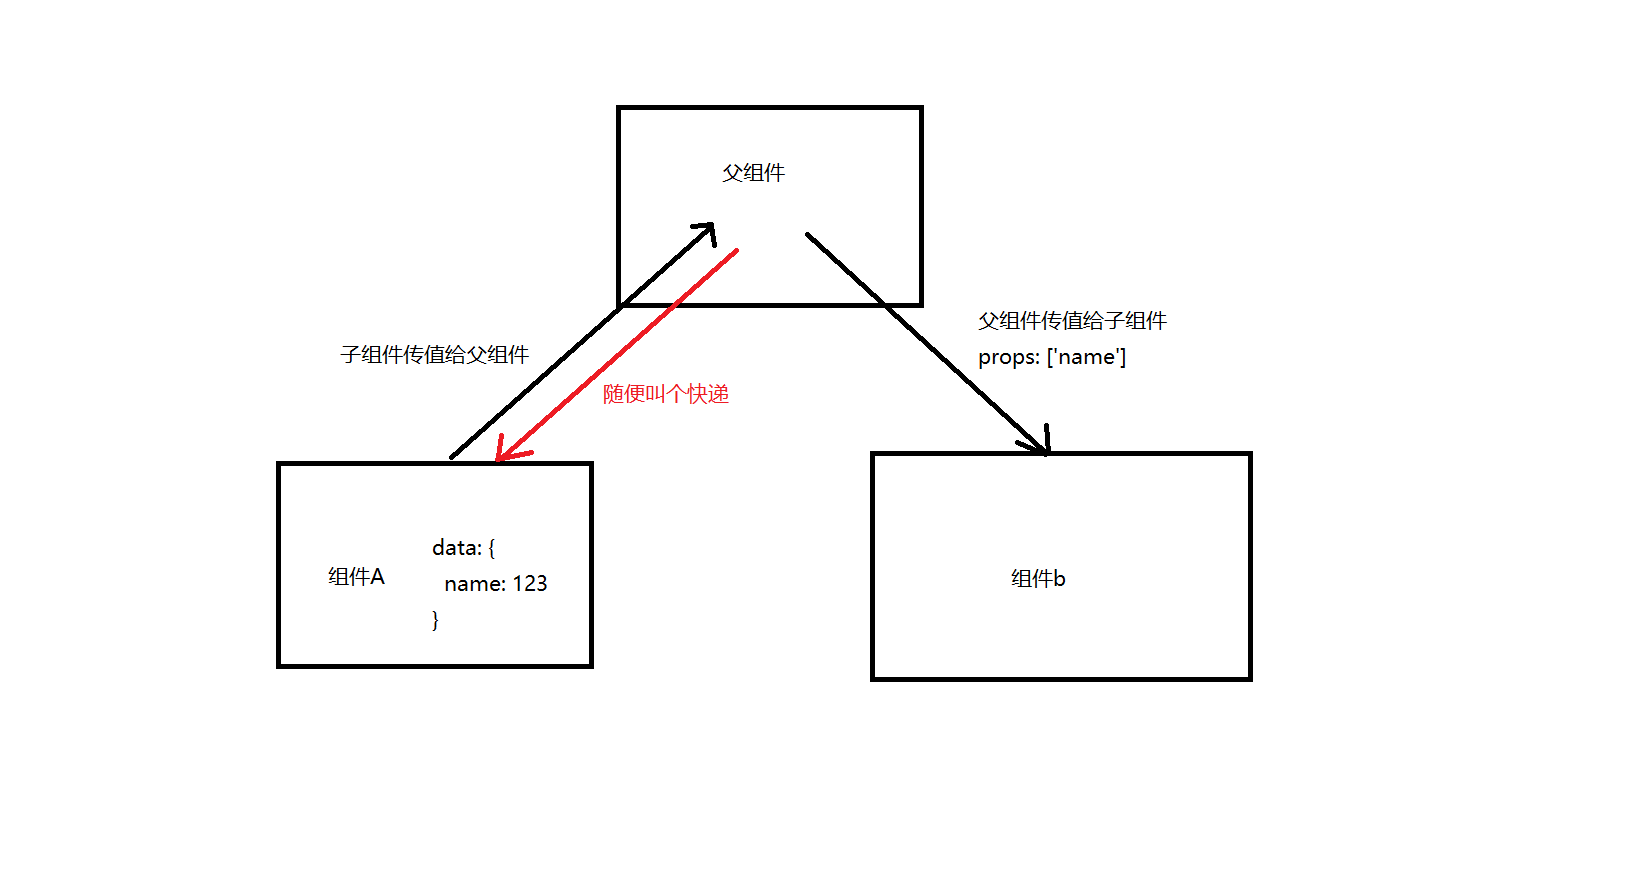 父组件
父组件传值给子组件
props: ['name']
子组件传值给父组件
随便叫个快递
data: {
组件A
name: 123
}
组件b